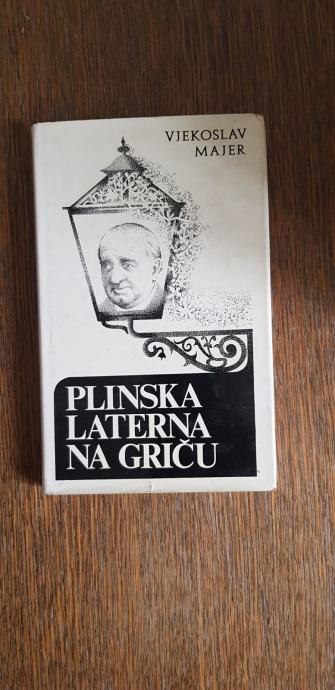 VJEKOSLAV
MAJER
PLINSKA
LATERNA
NA GRIČU